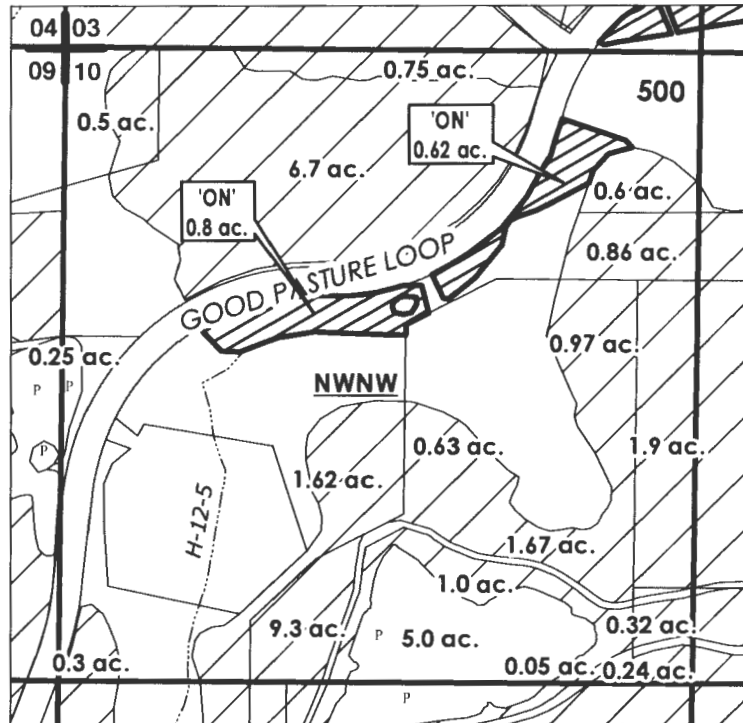 04 03
09 10
0.75 ac.
500
0.5 ac.
'ON'
0.62 ac.
6.7 ac.
'ON'
0.8 ac.
0.6 ac.
0.86 ac.
GOOD PASTURE LOOP
0.25 ac.
0.97 ac.
P P
NWNW
P
0.63 ac.
1.9 ac.
1.62 ac.
H-12-5
1.67 ac.
1.0 ac.
9.3 ac.
P
5.0 ac.
0.32 ac.
0.3 ac.
0.05 ac.
0.24 ac.
P